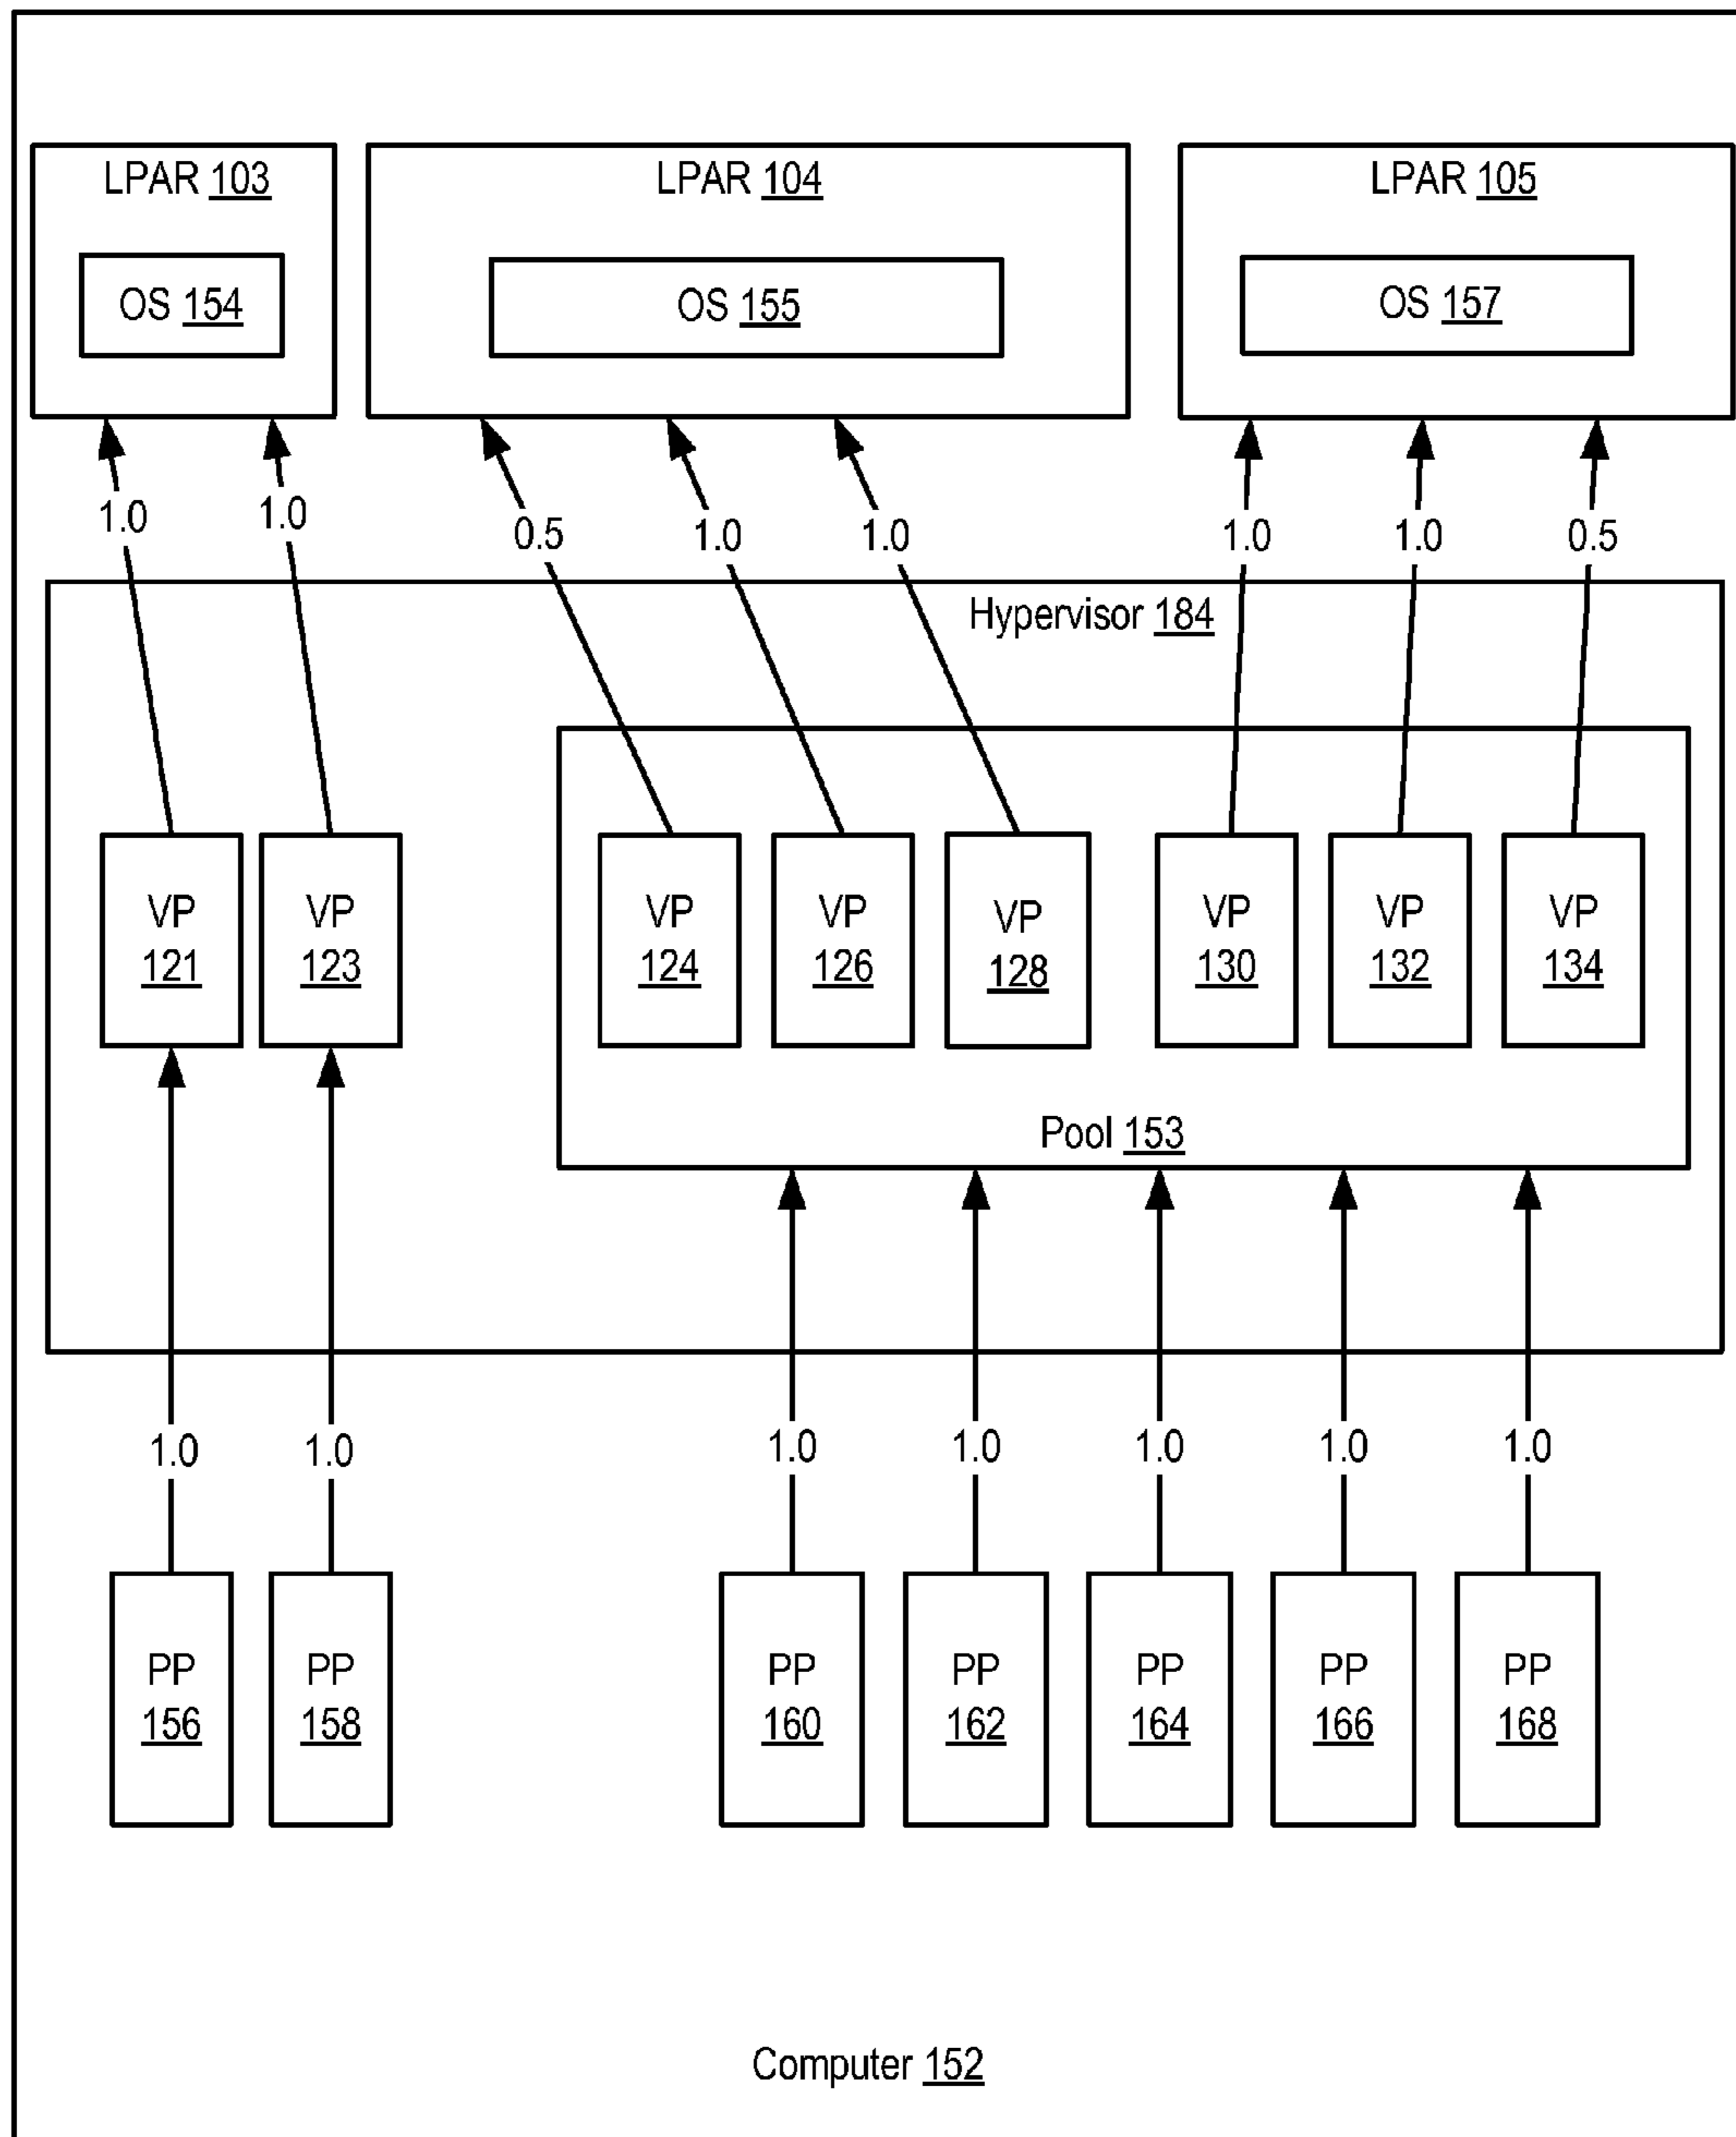 LPAR 103
LPAR 104
LPAR 105
OS 154
OS 155
OS 157
1.0
1.0
0.5
1.0
1.0
1.0
1.0
0.5
Hypervisor 184
VP
121
VP
123
VP
124
VP
126
VP
128
VP
130
VP
132
VP
134
Pool 153
1.0
1.0
1.0
1.0
1.0
1.0
1.0
PP
156
PP
158
PP
160
PP
162
PP
164
PP
166
PP
168
Computer 152